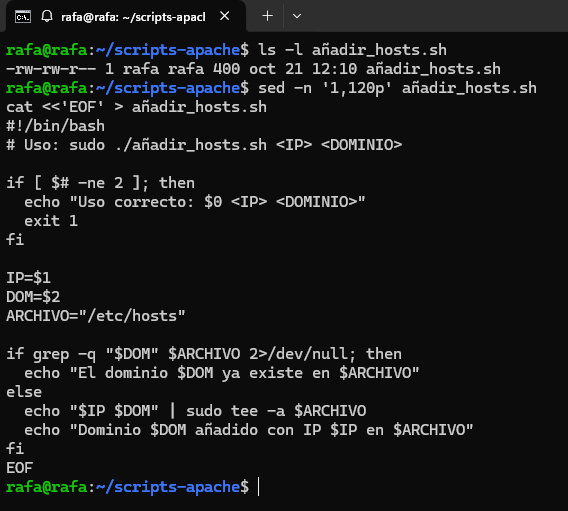 rafa@rafa: ~/scripts-apacl
rafa@rafa:~/scripts-apache$ ls -l añadir_hosts.sh
-rw-rw-r-- 1 rafa rafa 400 oct 21 12:10 añadir_hosts.sh
rafa@rafa:~/scripts-apache$ sed -n '1,120p' añadir_hosts.sh
cat <<'EOF' > añadir_hosts.sh
#!/bin/bash
# Uso: sudo ./añadir_hosts.sh <IP> <DOMINIO>

if [ $# -ne 2 ]; then
  echo "Uso correcto: $0 <IP> <DOMINIO>"
  exit 1
fi

IP=$1
DOM=$2
ARCHIVO="/etc/hosts"

if grep -q "$DOM" $ARCHIVO 2>/dev/null; then
  echo "El dominio $DOM ya existe en $ARCHIVO"
else
  echo "$IP $DOM" | sudo tee -a $ARCHIVO
  echo "Dominio $DOM añadido con IP $IP en $ARCHIVO"
fi
EOF
rafa@rafa:~/scripts-apache$